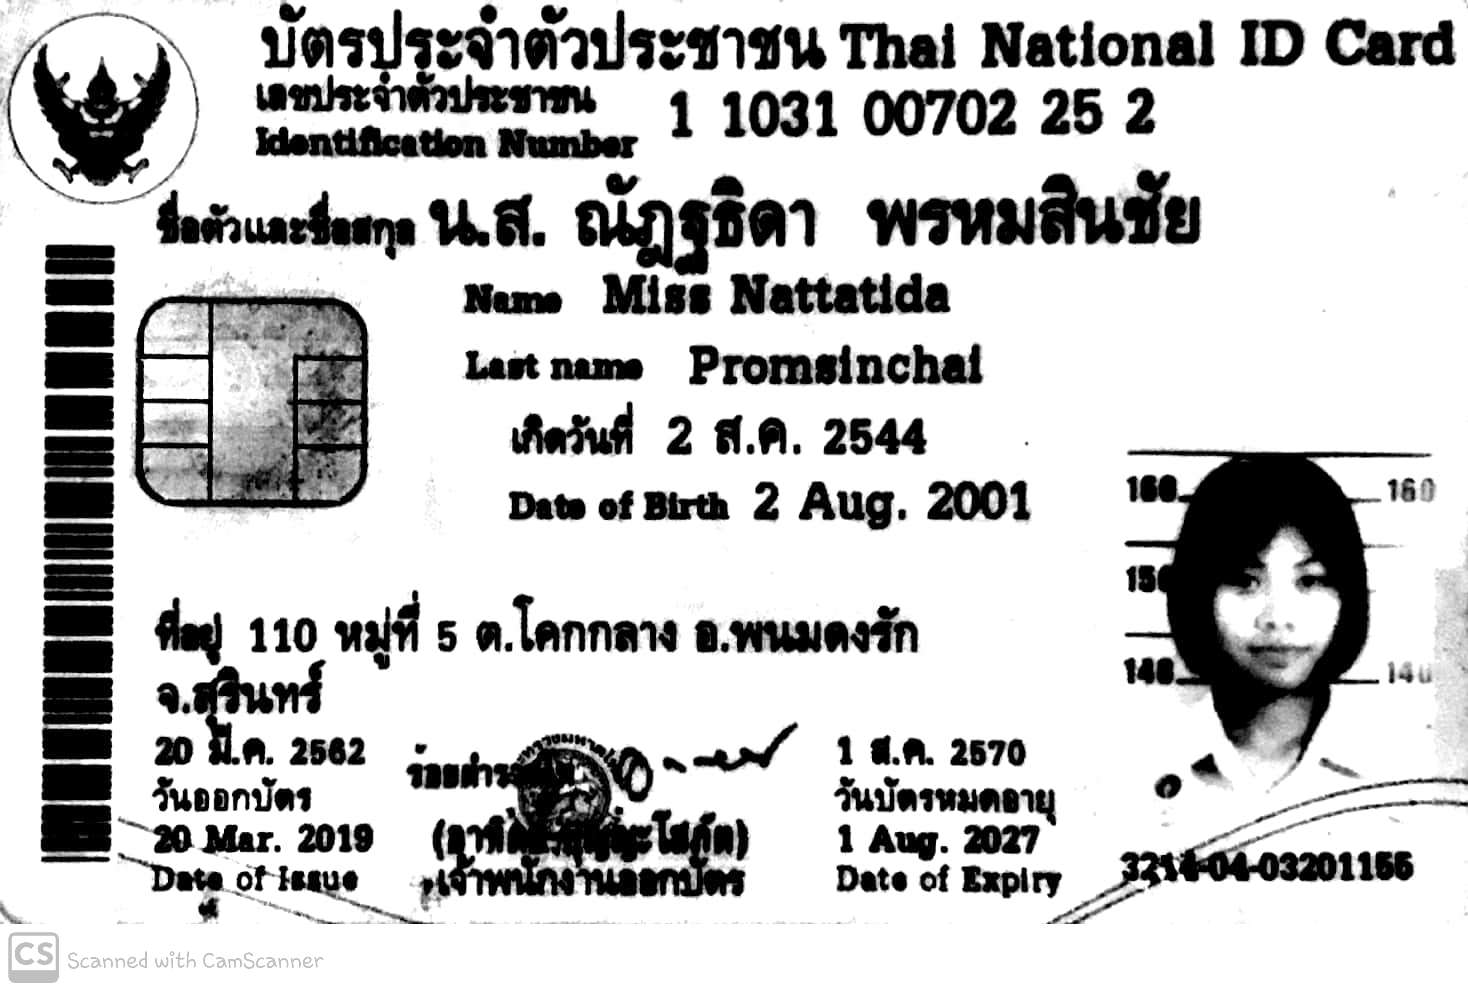 บัตรประจำตัวประชาชน Thai National ID Card
เลขประจำตัวประชาชน 1 1031 00702 25 2
Identification Number
ชื่อตัวและชื่อสกุล น.ส. ณัฏฐธิดา พรหมสินชัย
Name Miss Nattatida
Last name Promsinchai
เกิดวันที่ 2 ส.ค. 2544
Date of Birth 2 Aug. 2001
160 160
150
140 140
ที่อยู่ 110 หมู่ที่ 5 ต.โคกกลาง อ.พนมดงรัก
จ.สุรินทร์
20 มี.ค. 2562
วันออกบัตร
20 Mar. 2019
Date of Issue
เจ้าพนักงานออกบัตร
1 ส.ค. 2570
วันบัตรหมดอายุ
1 Aug. 2027
Date of Expiry
3214-04-03201156
CS Scanned with CamScanner